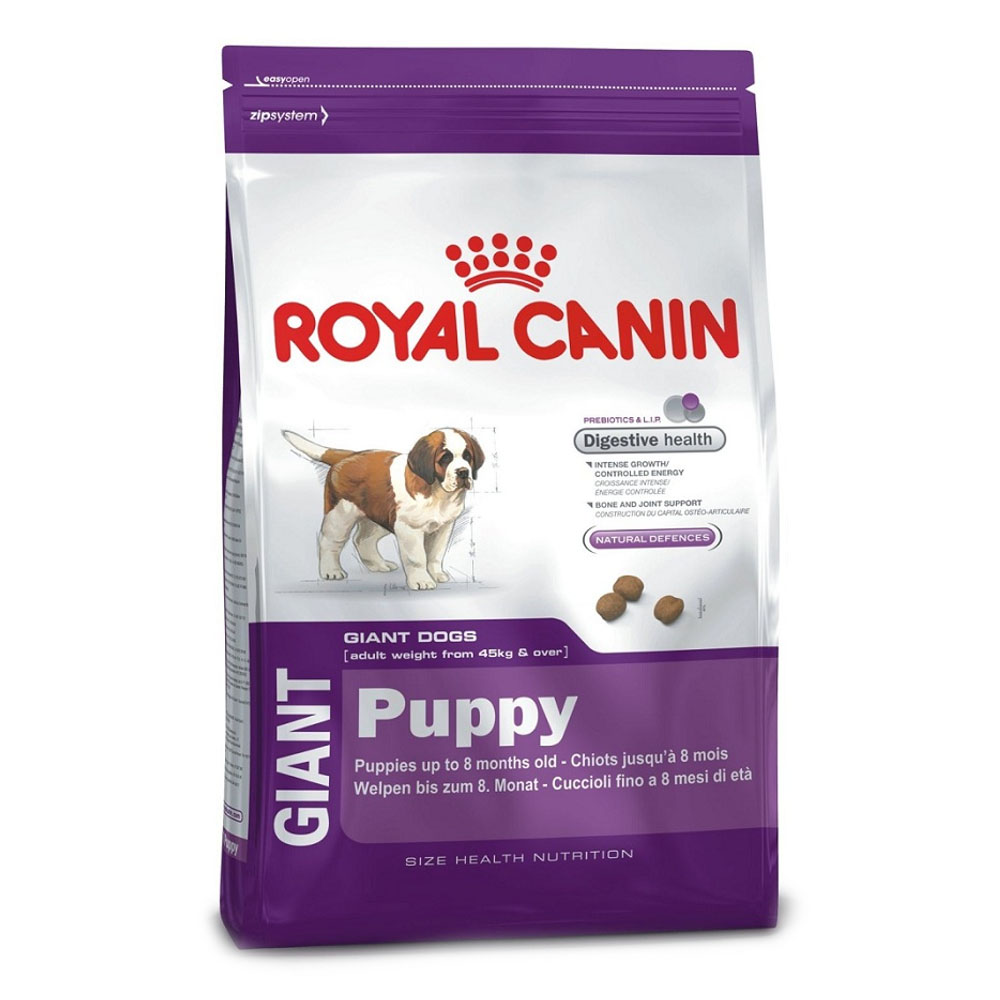 easyopen
zipsystem
ROYAL CANIN
PREBIOTICS & L.I.P.
Digestive health
INTENSE GROWTH/
CONTROLLED ENERGY
CROISSANCE INTENSE/
ÉNERGIE CONTRÔLÉE
BONE AND JOINT SUPPORT
CONSTRUCTION DU CAPITAL OSTÉO-ARTICULAIRE
NATURAL DEFENCES
GIANT DOGS
[adult weight from 45kg & over]
GIANT
Puppy
Puppies up to 8 months old - Chiots jusqu'à 8 mois
Welpen bis zum 8. Monat - Cuccioli fino a 8 mesi di età
SIZE HEALTH NUTRITION
Puppy